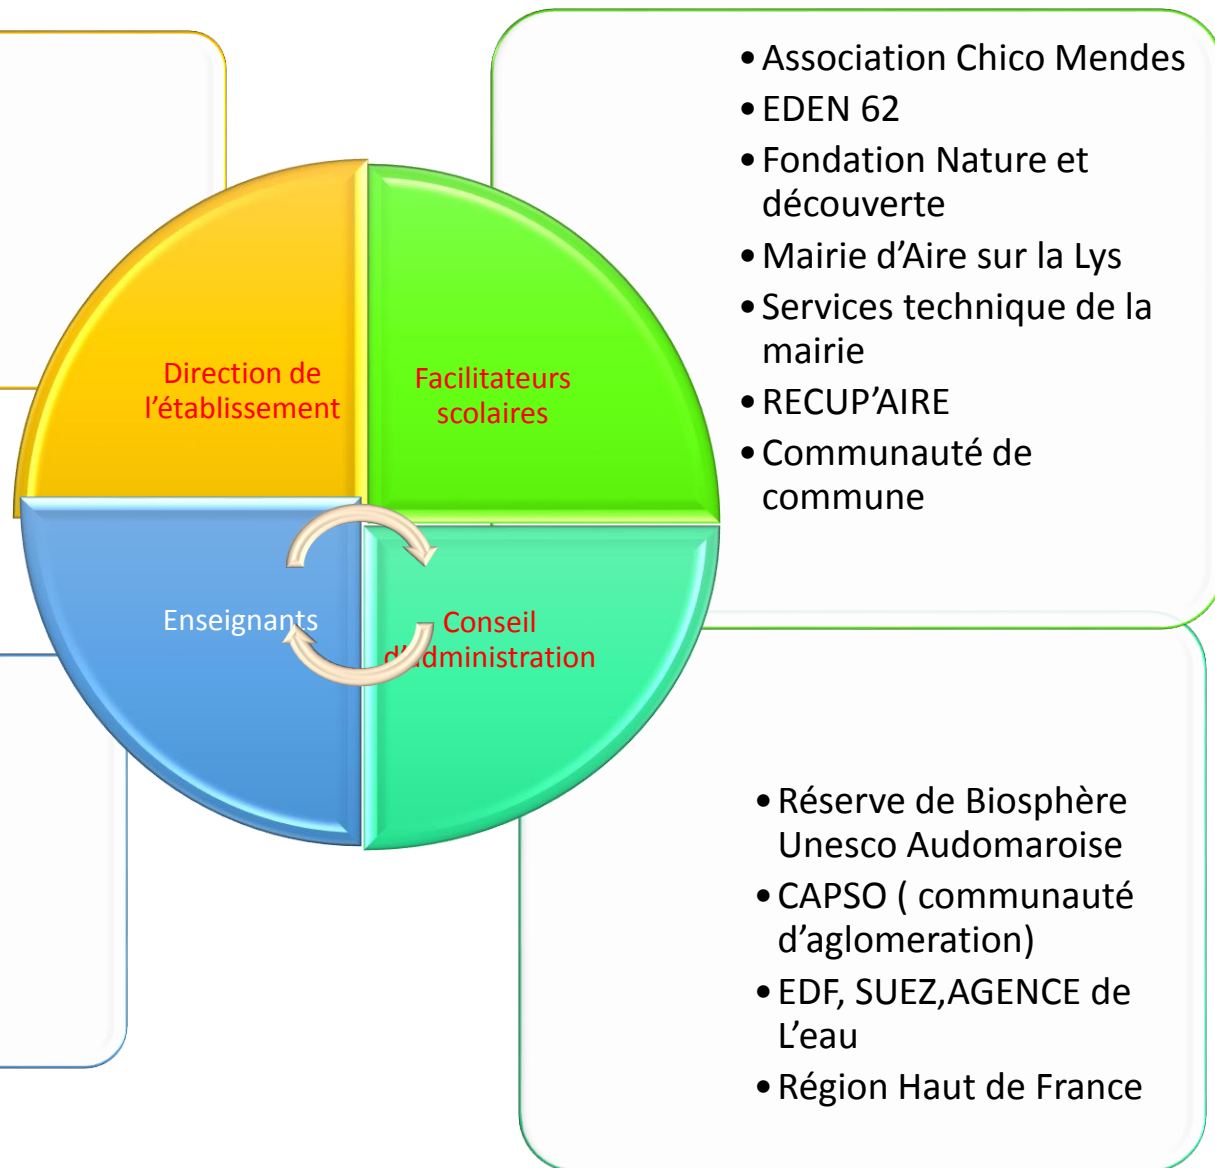 • Association Chico Mendes
• EDEN 62
• Fondation Nature et
découverte
• Mairie d’Aire sur la Lys
• Services technique de la
mairie
• RECUP’AIRE
• Communauté de
commune
Direction de
l’établissement
Facilitateurs
scolaires
Enseignants
Conseil
d’administration
• Réserve de Biosphère
Unesco Audomaroise
• CAPSO ( communauté
d’aglomeration)
• EDF, SUEZ,AGENCE de
L’eau
• Région Haut de France